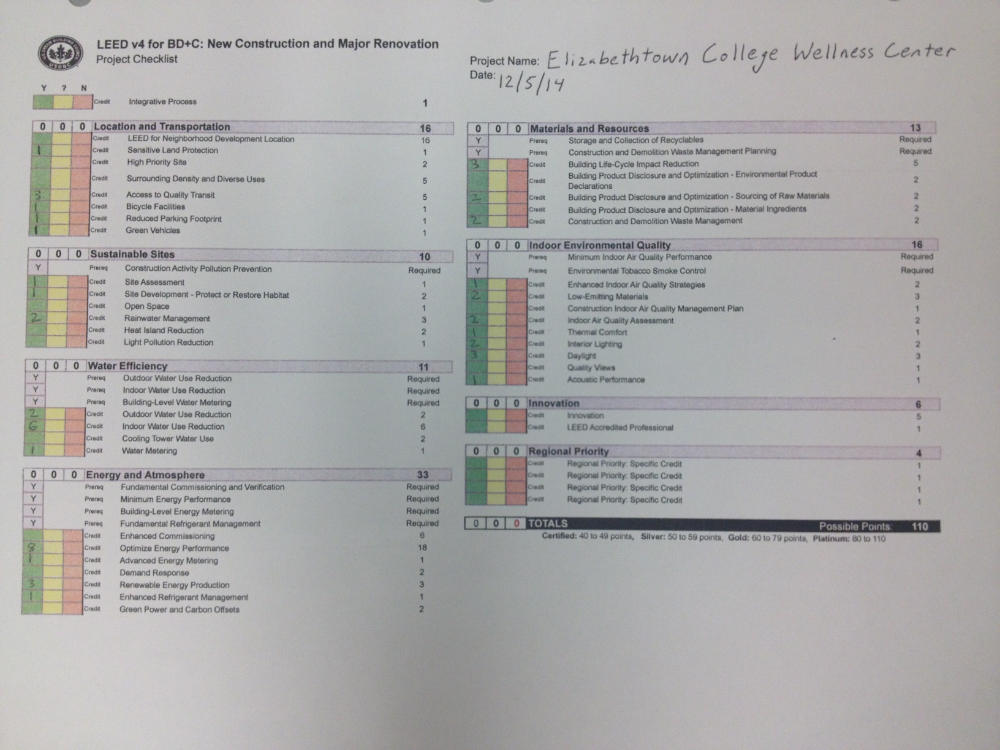 LEED v4 for BD+C: New Construction and Major Renovation
Project Checklist
Project Name: Elizabethtown College Wellness Center
Date: 12/5/14
Y ? N
Credit Integrative Process 1
0 0 0 Location and Transportation 16
Credit LEED for Neighborhood Development Location 16
1 Credit Sensitive Land Protection 1
Credit High Priority Site 2
Credit Surrounding Density and Diverse Uses 5
3 Credit Access to Quality Transit 5
1 Credit Bicycle Facilities 1
1 Credit Reduced Parking Footprint 1
1 Credit Green Vehicles 1
0 0 0 Sustainable Sites 10
Y Prereq Construction Activity Pollution Prevention Required
1 Credit Site Assessment 1
1 Credit Site Development - Protect or Restore Habitat 2
Credit Open Space 1
2 Credit Rainwater Management 3
Credit Heat Island Reduction 2
Credit Light Pollution Reduction 1
0 0 0 Water Efficiency 11
Y Prereq Outdoor Water Use Reduction Required
Y Prereq Indoor Water Use Reduction Required
Y Prereq Building-Level Water Metering Required
2 Credit Outdoor Water Use Reduction 2
6 Credit Indoor Water Use Reduction 6
Credit Cooling Tower Water Use 2
1 Credit Water Metering 1
0 0 0 Energy and Atmosphere 33
Y Prereq Fundamental Commissioning and Verification Required
Y Prereq Minimum Energy Performance Required
Y Prereq Building-Level Energy Metering Required
Y Prereq Fundamental Refrigerant Management Required
Credit Enhanced Commissioning 6
8 Credit Optimize Energy Performance 18
1 Credit Advanced Energy Metering 1
Credit Demand Response 2
3 Credit Renewable Energy Production 3
1 Credit Enhanced Refrigerant Management 1
Credit Green Power and Carbon Offsets 2
0 0 0 Materials and Resources 13
Y Prereq Storage and Collection of Recyclables Required
Y Prereq Construction and Demolition Waste Management Planning Required
3 Credit Building Life-Cycle Impact Reduction 5
Credit Building Product Disclosure and Optimization - Environmental Product
Declarations 2
2 Credit Building Product Disclosure and Optimization - Sourcing of Raw Materials 2
Credit Building Product Disclosure and Optimization - Material Ingredients 2
2 Credit Construction and Demolition Waste Management 2
0 0 0 Indoor Environmental Quality 16
Y Prereq Minimum Indoor Air Quality Performance Required
Y Prereq Environmental Tobacco Smoke Control Required
1 Credit Enhanced Indoor Air Quality Strategies 2
2 Credit Low-Emitting Materials 3
Credit Construction Indoor Air Quality Management Plan 1
2 Credit Indoor Air Quality Assessment 2
1 Credit Thermal Comfort 1
2 Credit Interior Lighting 2
3 Credit Daylight 3
Credit Quality Views 1
1 Credit Acoustic Performance 1
0 0 0 Innovation 6
Credit Innovation 5
Credit LEED Accredited Professional 1
0 0 0 Regional Priority 4
Credit Regional Priority: Specific Credit 1
Credit Regional Priority: Specific Credit 1
Credit Regional Priority: Specific Credit 1
Credit Regional Priority: Specific Credit 1
0 0 0 TOTALS Possible Points: 110
Certified: 40 to 49 points, Silver: 50 to 59 points, Gold: 60 to 79 points, Platinum: 80 to 110